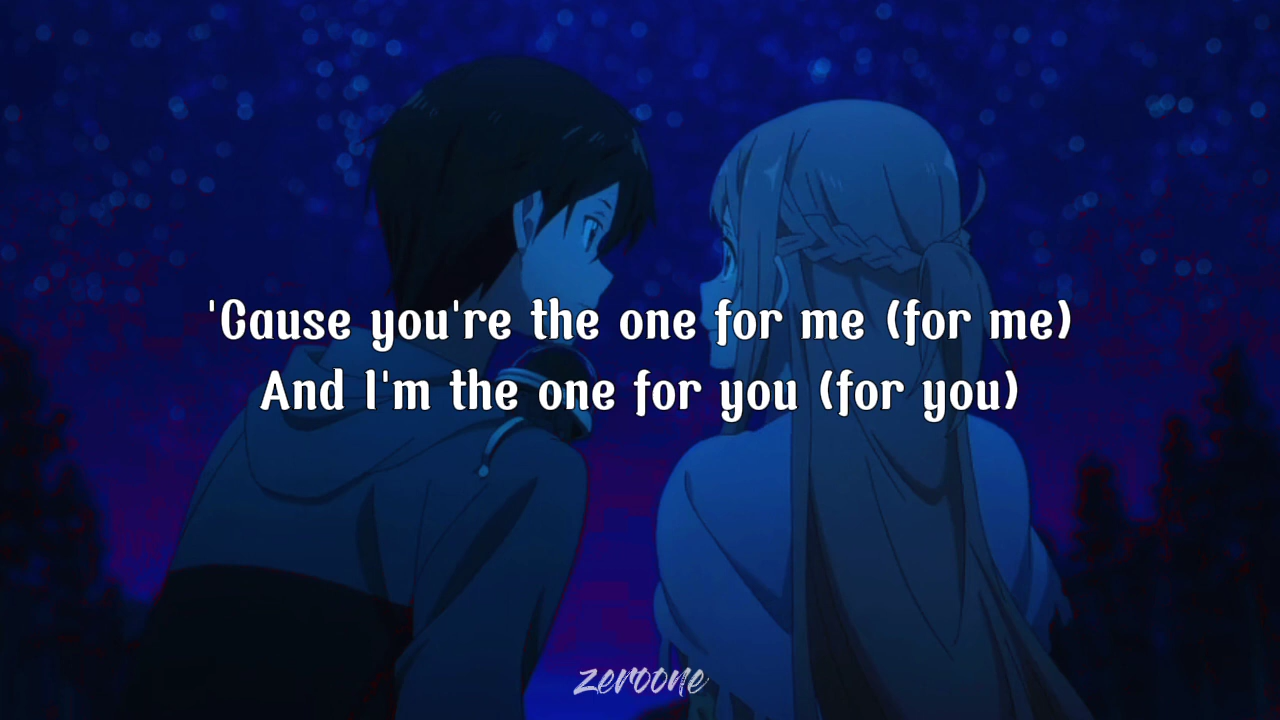 'Cause you're the one for me (for me)
And I'm the one for you (for you)
zeroone